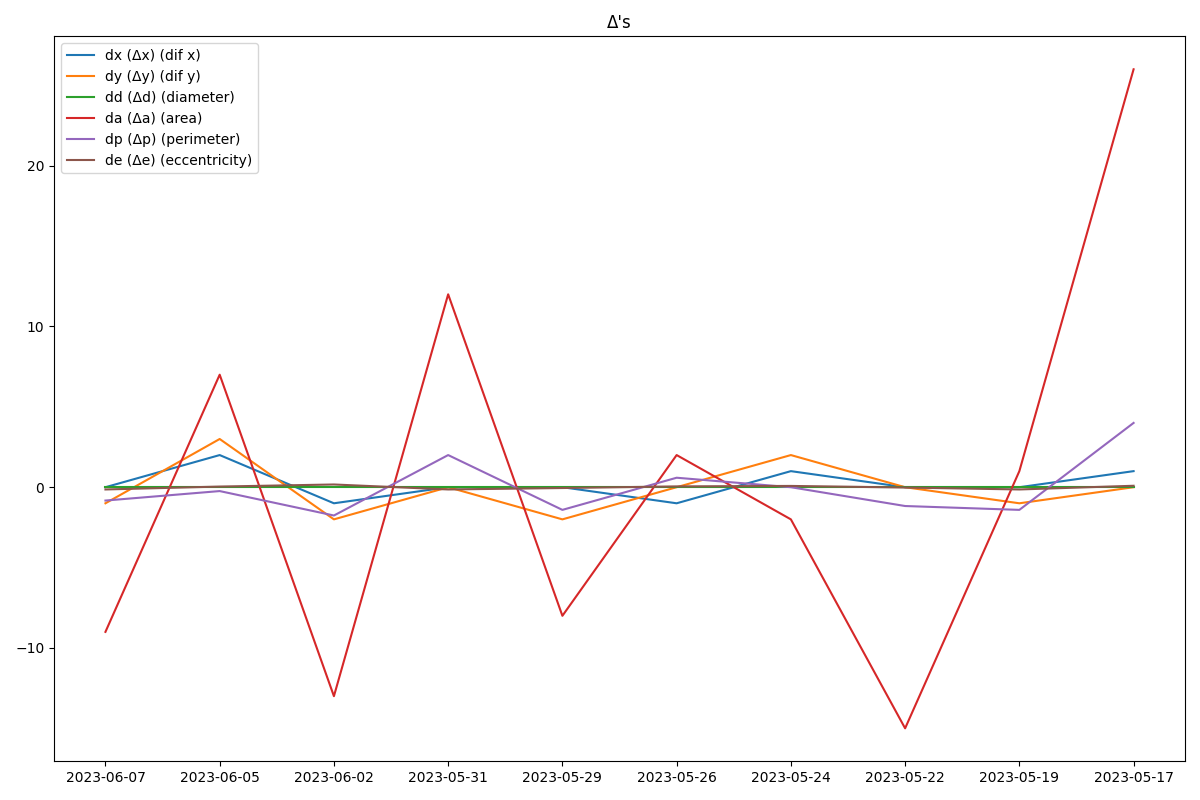 Δ's
dx (Δx) (dif x)
dy (Δy) (dif y)
dd (Δd) (diameter)
da (Δa) (area)
dp (Δp) (perimeter)
de (Δe) (eccentricity)
20
10
0
−10
2023-06-07 2023-06-05 2023-06-02 2023-05-31 2023-05-29 2023-05-26 2023-05-24 2023-05-22 2023-05-19 2023-05-17